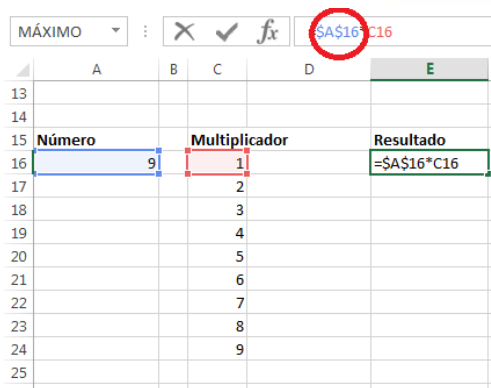 MÁXIMO fx =$A$16*C16
A B C D E
13
14
15 Número Multiplicador Resultado
16 9 1 =$A$16*C16
17 2
18 3
19 4
20 5
21 6
22 7
23 8
24 9
25